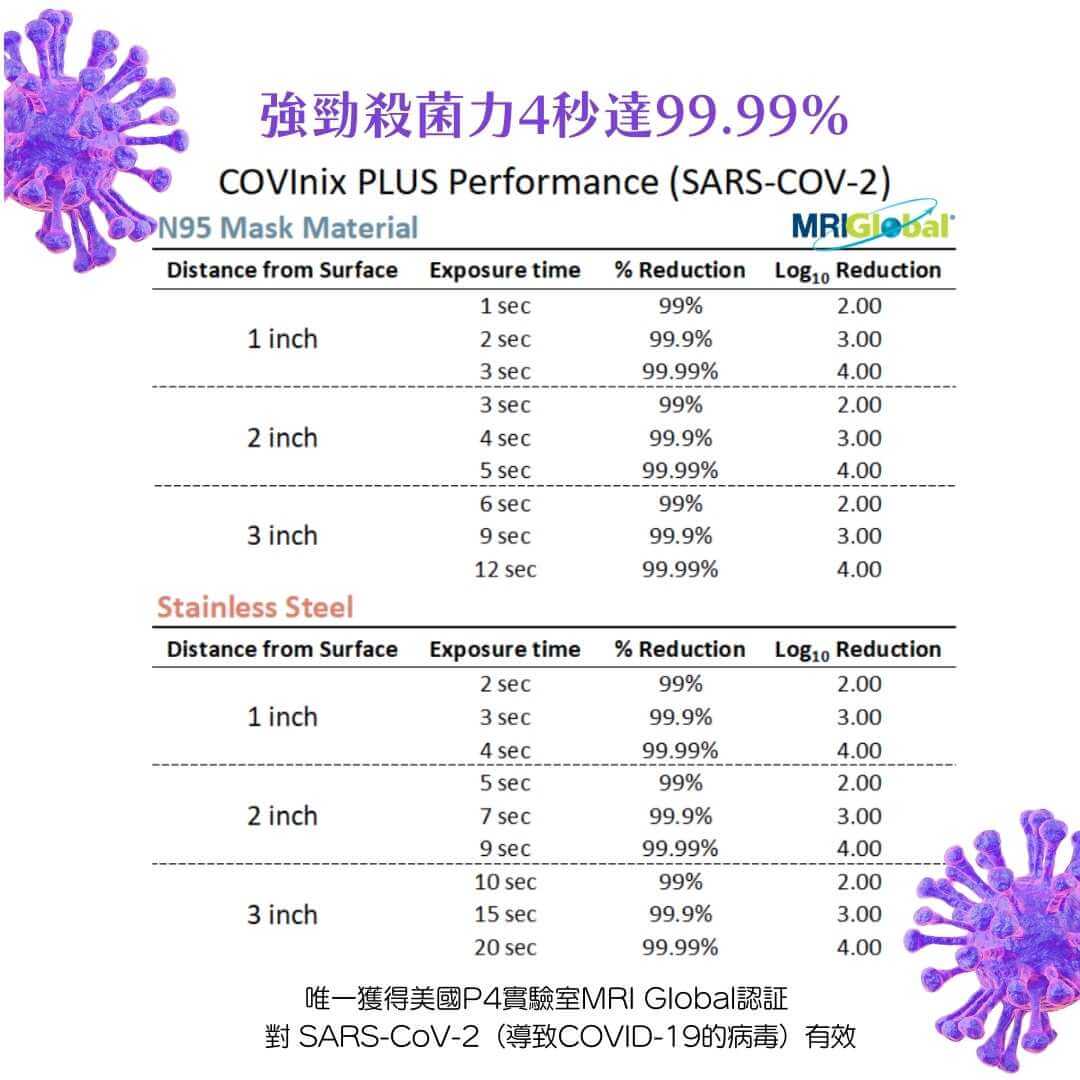 強勁殺菌力4秒達99.99%
COVInix PLUS Performance (SARS-COV-2)
N95 Mask Material
MRIGlobal
Distance from Surface Exposure time % Reduction Log10 Reduction
1 sec 99% 2.00
1 inch 2 sec 99.9% 3.00
3 sec 99.99% 4.00
3 sec 99% 2.00
2 inch 4 sec 99.9% 3.00
5 sec 99.99% 4.00
6 sec 99% 2.00
3 inch 9 sec 99.9% 3.00
12 sec 99.99% 4.00
Stainless Steel
Distance from Surface Exposure time % Reduction Log10 Reduction
2 sec 99% 2.00
1 inch 3 sec 99.9% 3.00
4 sec 99.99% 4.00
5 sec 99% 2.00
2 inch 7 sec 99.9% 3.00
9 sec 99.99% 4.00
10 sec 99% 2.00
3 inch 15 sec 99.9% 3.00
20 sec 99.99% 4.00
唯一獲得美國P4實驗室MRI Global認証
對 SARS-CoV-2（導致COVID-19的病毒）有效